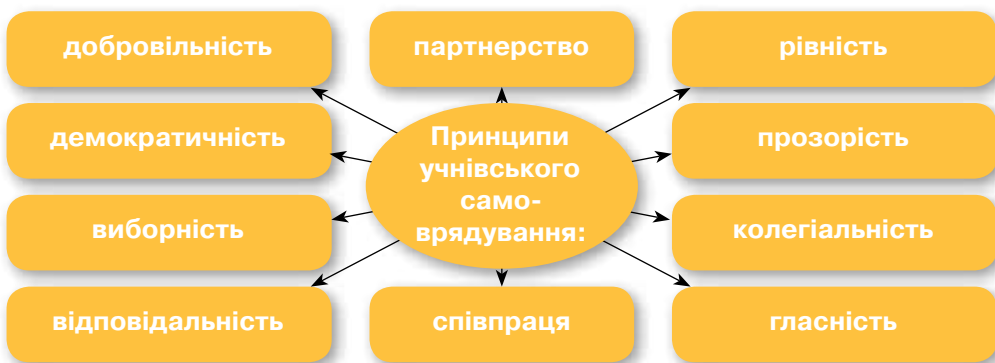 добровільність
партнерство
рівність
демократичність
Принципи
учнівського
само-
врядування:
прозорість
виборність
колегіальність
відповідальність
співпраця
гласність